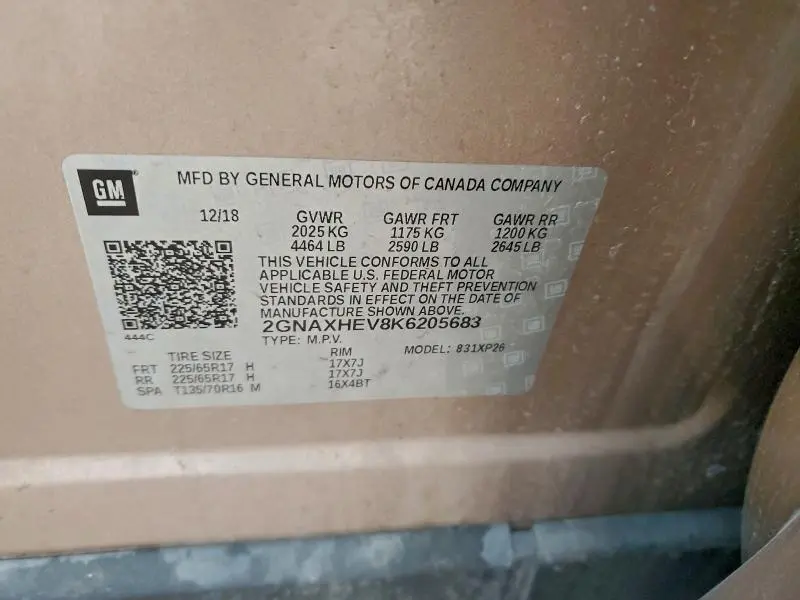 GM
MFD BY GENERAL MOTORS OF CANADA COMPANY
12/18 GVWR GAWR FRT GAWR RR
2025 KG 1175 KG 1200 KG
4464 LB 2590 LB 2645 LB
THIS VEHICLE CONFORMS TO ALL
APPLICABLE U.S. FEDERAL MOTOR
VEHICLE SAFETY AND THEFT PREVENTION
STANDARDS IN EFFECT ON THE DATE OF
MANUFACTURE SHOWN ABOVE.
2GNAXHEV8K6205683
444C
TYPE: M.P.V. MODEL: 831XP26
TIRE SIZE RIM
FRT 225/65R17 H 17X7J
RR 225/65R17 H 17X7J
SPA T135/70R16 M 16X4BT